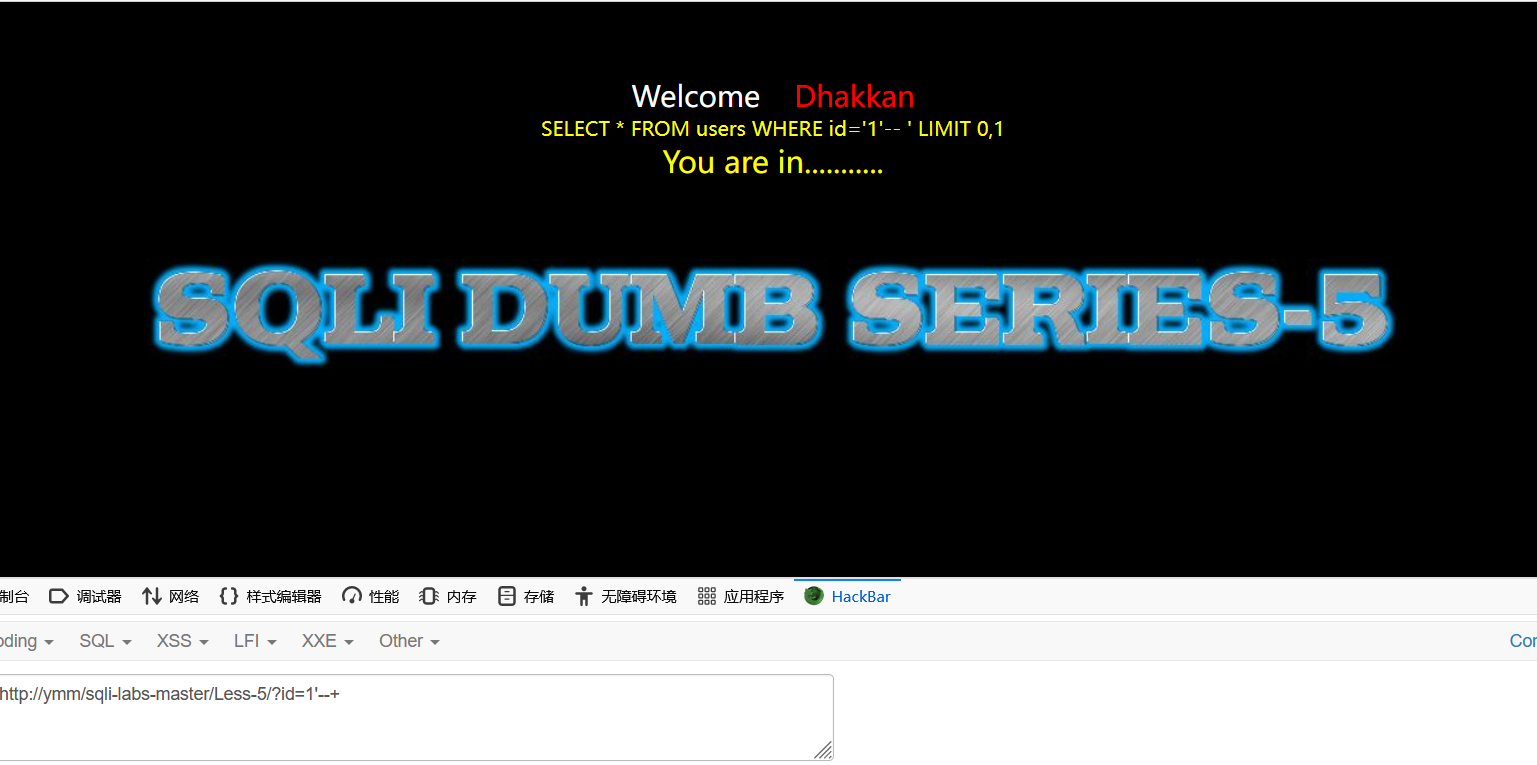 Welcome Dhakkan
SELECT * FROM users WHERE id='1'-- ' LIMIT 0,1
You are in...........
SQLI DUMB SERIES-5
制台 调试器 网络 样式编辑器 性能 内存 存储 无障碍环境 应用程序 HackBar
oding SQL XSS LFI XXE Other Con
http://ymm/sqli-labs-master/Less-5/?id=1'--+